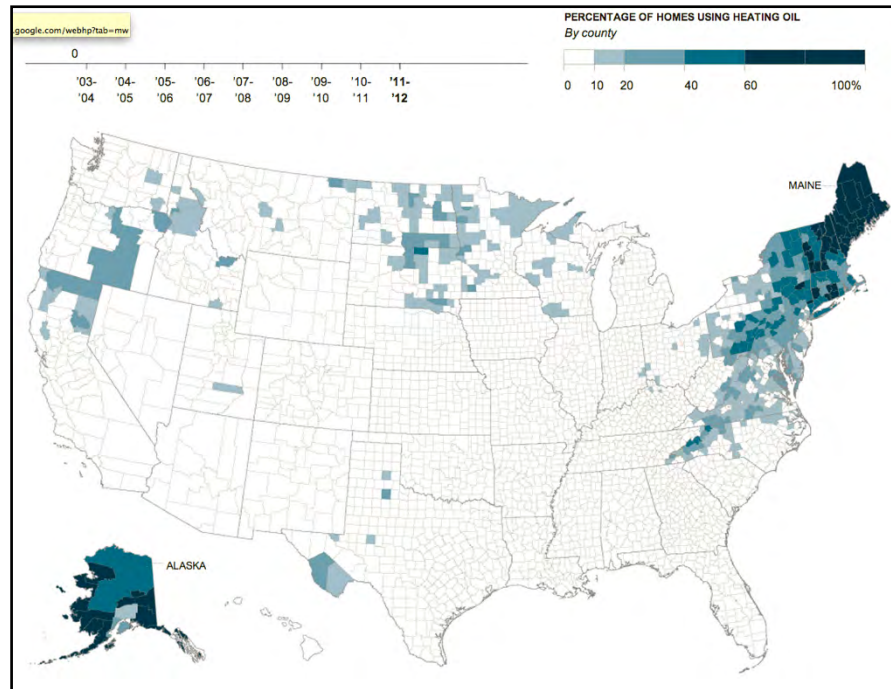 PERCENTAGE OF HOMES USING HEATING OIL
By county
.google.com/webhp?tab=mw
0
'03- '04- '05- '06- '07- '08- '09- '10- '11-
'04 '05 '06 '07 '08 '09 '10 '11 '12
0 10 20 40 60 100%
MAINE
ALASKA